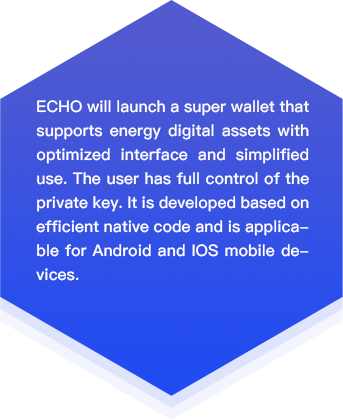 ECHO will launch a super wallet that
supports energy digital assets with
optimized interface and simplified
use. The user has full control of the
private key. It is developed based on
efficient native code and is applica-
ble for Android and IOS mobile de-
vices.